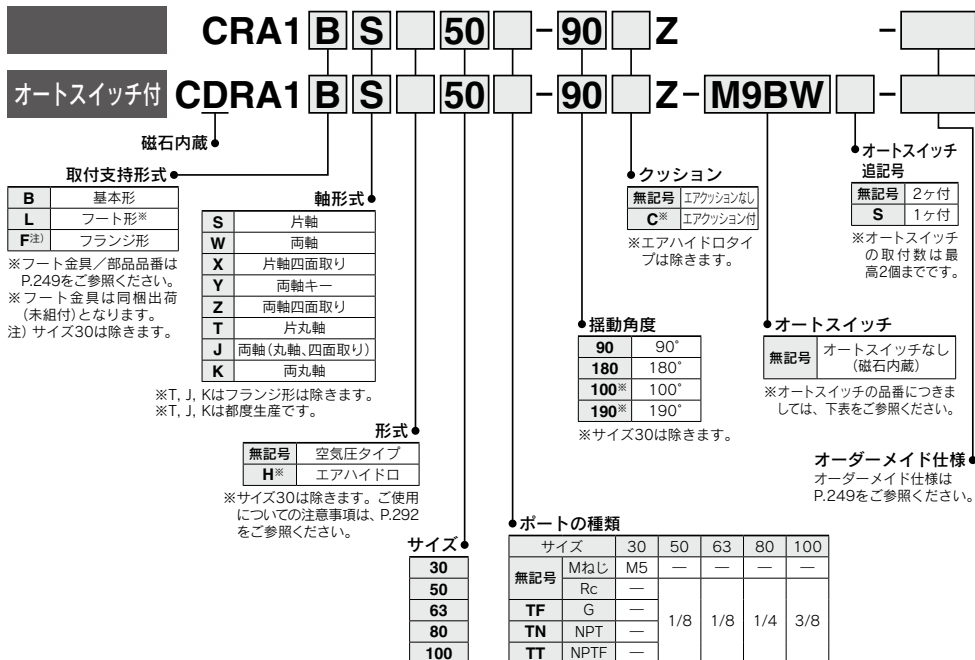 CRA1 B S 50 -90 Z -
オートスイッチ付 CDRA1 B S 50 -90 Z-M9BW -
磁石内蔵
取付支持形式
B 基本形
L フート形※
F注) フランジ形
※フート金具／部品品番は
P.249をご参照ください。
※フート金具は同梱出荷
(未組付)となります。
注) サイズ30は除きます。
軸形式
S 片軸
W 両軸
X 片軸四面取り
Y 両軸キー
Z 両軸四面取り
T 片丸軸
J 両軸(丸軸、四面取り)
K 両丸軸
※T, J, Kはフランジ形は除きます。
※T, J, Kは都度生産です。
形式
無記号 空気圧タイプ
H※ エアハイドロ
※サイズ30は除きます。ご使用
についての注意事項は、P.292
をご参照ください。
サイズ
30
50
63
80
100
ポートの種類
サイズ 30 50 63 80 100
無記号 Mねじ M5 — — — —
Rc — 1/8 1/8 1/4 3/8
TF G —
TN NPT —
TT NPTF —
揺動角度
90 90°
180 180°
100※ 100°
190※ 190°
※サイズ30は除きます。
クッション
無記号 エアクッションなし
C※ エアクッション付
※エアハイドロタイ
プは除きます。
オートスイッチ
無記号 オートスイッチなし
(磁石内蔵)
※オートスイッチの品番につきま
しては、下表をご参照ください。
オートスイッチ
追記号
無記号 2ヶ付
S 1ヶ付
※オートスイッチ
の取付数は最
高2個までです。
オーダーメイド仕様
オーダーメイド仕様は
P.249をご参照ください。